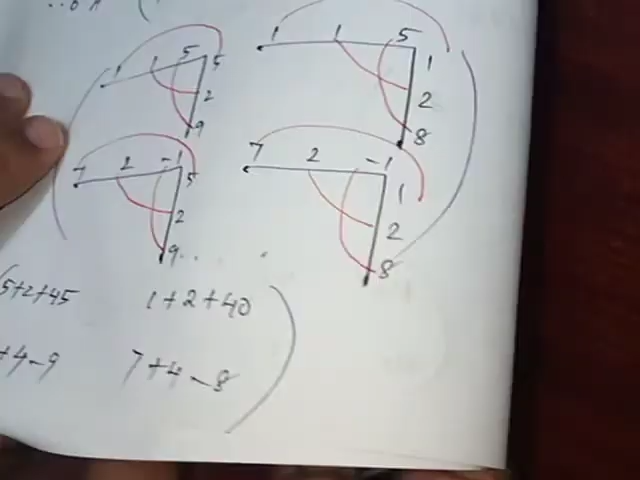 1 1 5 5 2 9
1 1 5 1 2 8
7 2 -1 5 2 9..
7 2 -1 1 2 8
(5+2+45 1+2+40)
+4-9 7+4-8